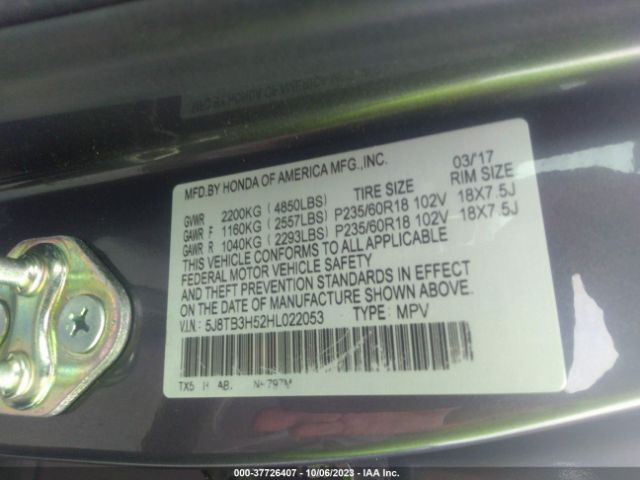 MFD.BY HONDA OF AMERICA MFG.,INC. 03/17
TIRE SIZE RIM SIZE
GVWR 2200KG (4850LBS)
GAWR F 1160KG (2557LBS) P235/60R18 102V 18X7.5J
GAWR R 1040KG (2293LBS) P235/60R18 102V 18X7.5J
THIS VEHICLE CONFORMS TO ALL APPLICABLE
FEDERAL MOTOR VEHICLE SAFETY
AND THEFT PREVENTION STANDARDS IN EFFECT
ON THE DATE OF MANUFACTURE SHOWN ABOVE.
V.I.N.: 5J8TB3H52HL022053 TYPE: MPV
TX5
000-37726407 - 10/06/2023 - IAA Inc.